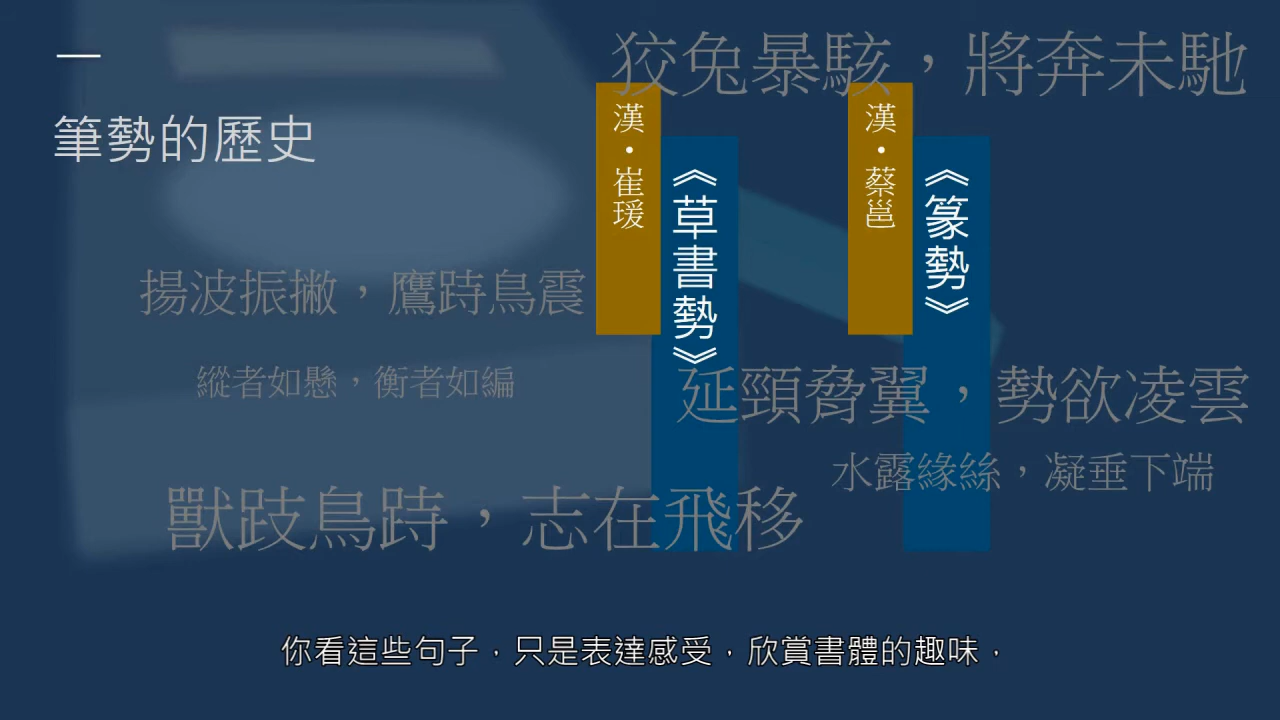 一
筆勢的歷史
狡兔暴駭，將奔未馳
漢・蔡邕
《篆勢》
漢・崔瑗
《草書勢》
揚波振撇，鷹跱鳥震
縱者如懸，衡者如編
延頸脅翼，勢欲凌雲
水露緣絲，凝垂下端
獸跂鳥跱，志在飛移
你看這些句子，只是表達感受，欣賞書體的趣味，